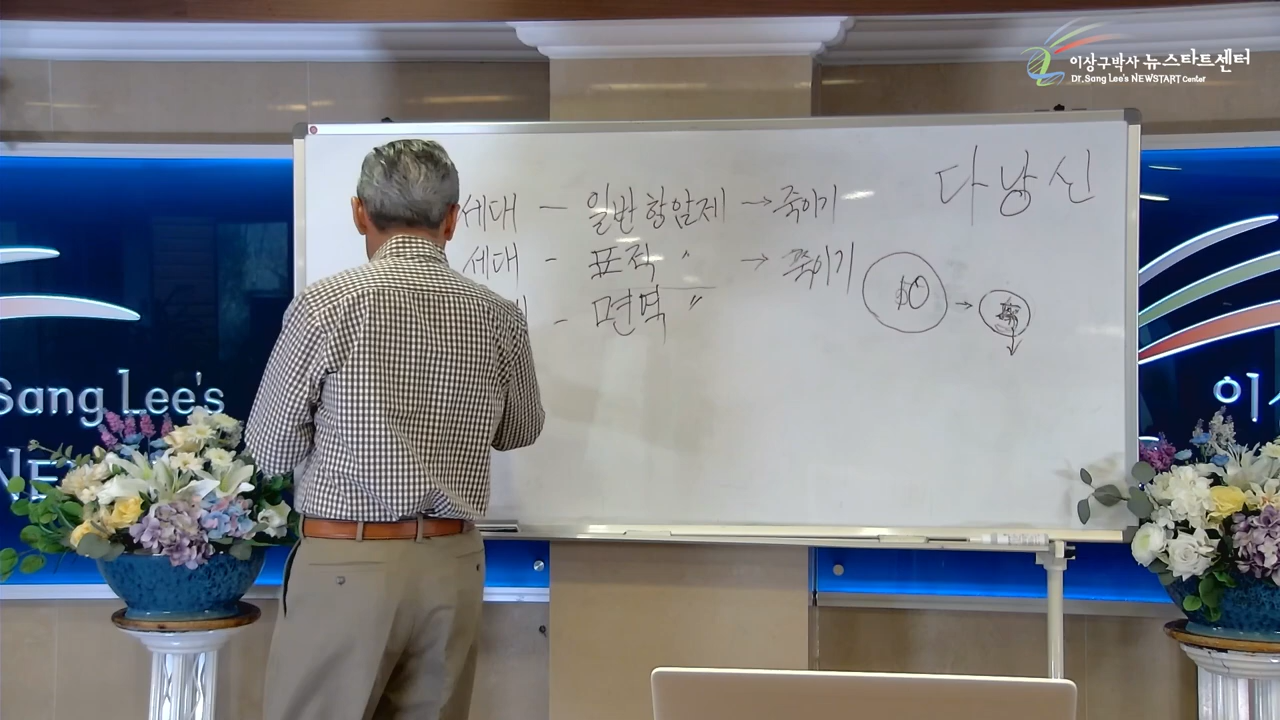 이상구박사 뉴스타트센터
Dr. Sang Lee's NEWSTART Center
다낭신
세대 - 일반항암제 → 죽이기
세대 - 표적 〃 → 죽이기
- 면역 〃
→
Sang Lee's
NE
이